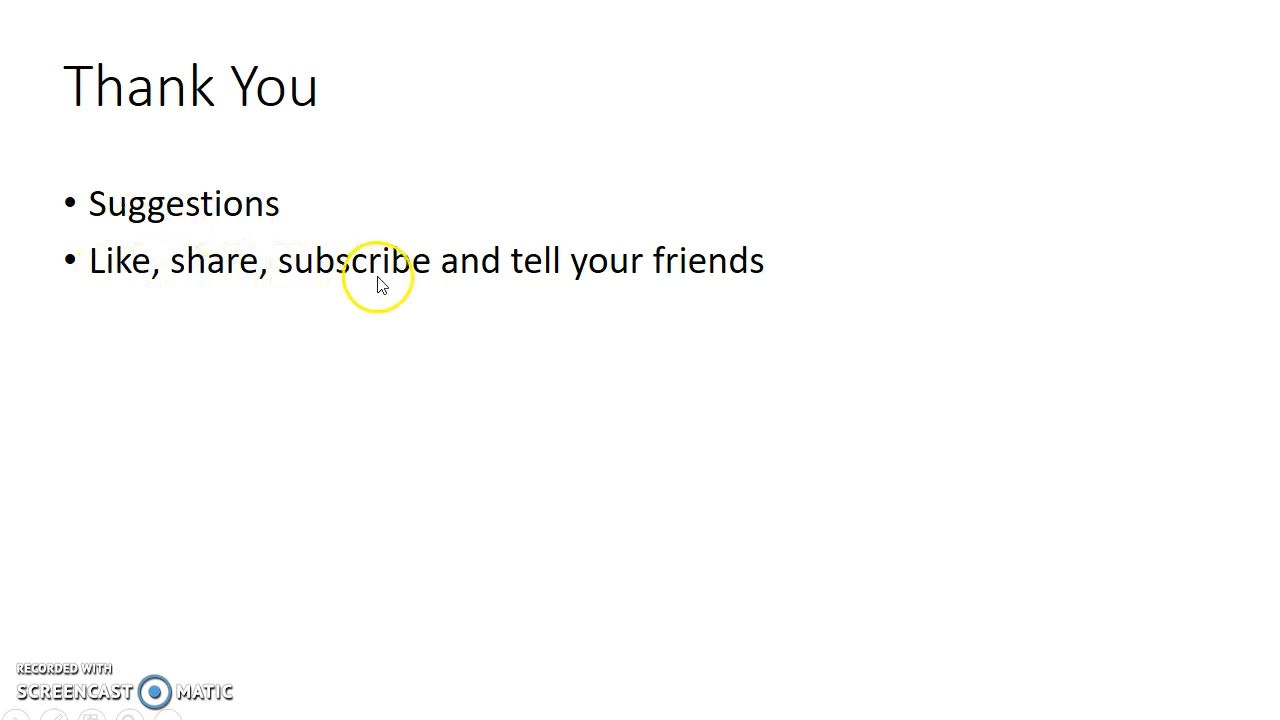 Thank You
• Suggestions
• Like, share, subscribe and tell your friends
RECORDED WITH
SCREENCAST MATIC